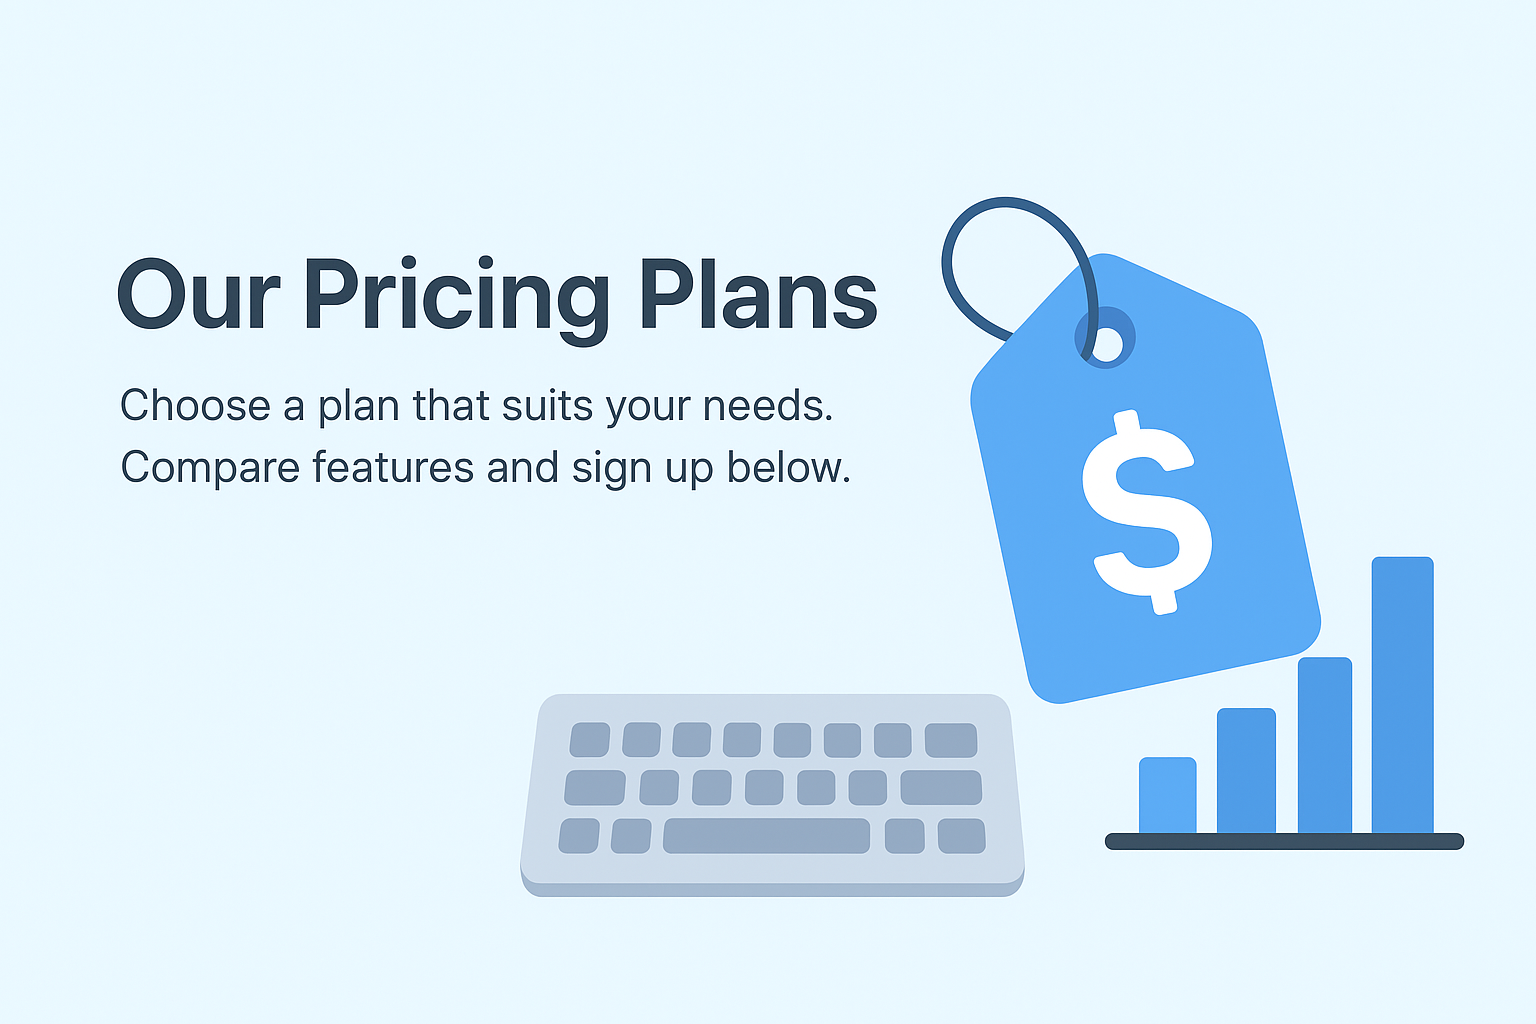 Our Pricing Plans
Choose a plan that suits your needs.
Compare features and sign up below.
$